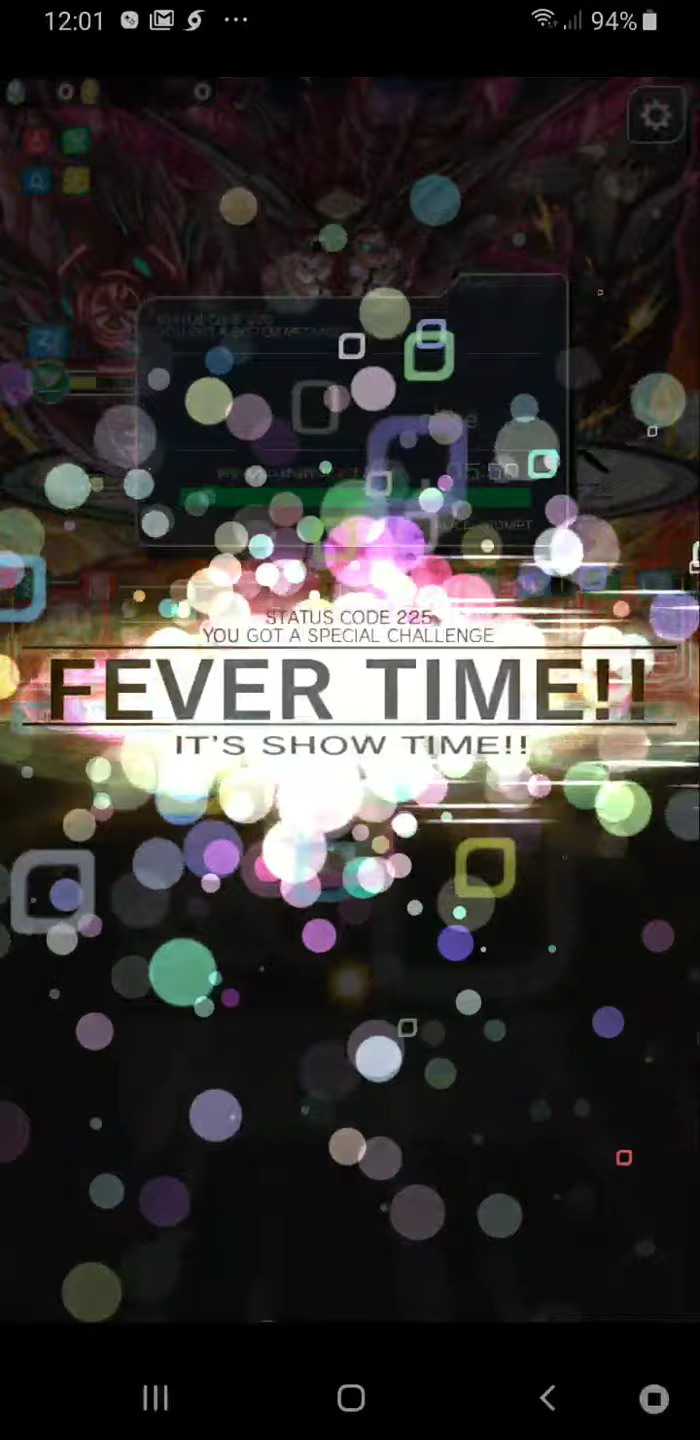 12:01
94%
STATUS CODE 225
YOU GOT A SPECIAL CHALLENGE
FEVER TIME!!
IT'S SHOW TIME!!